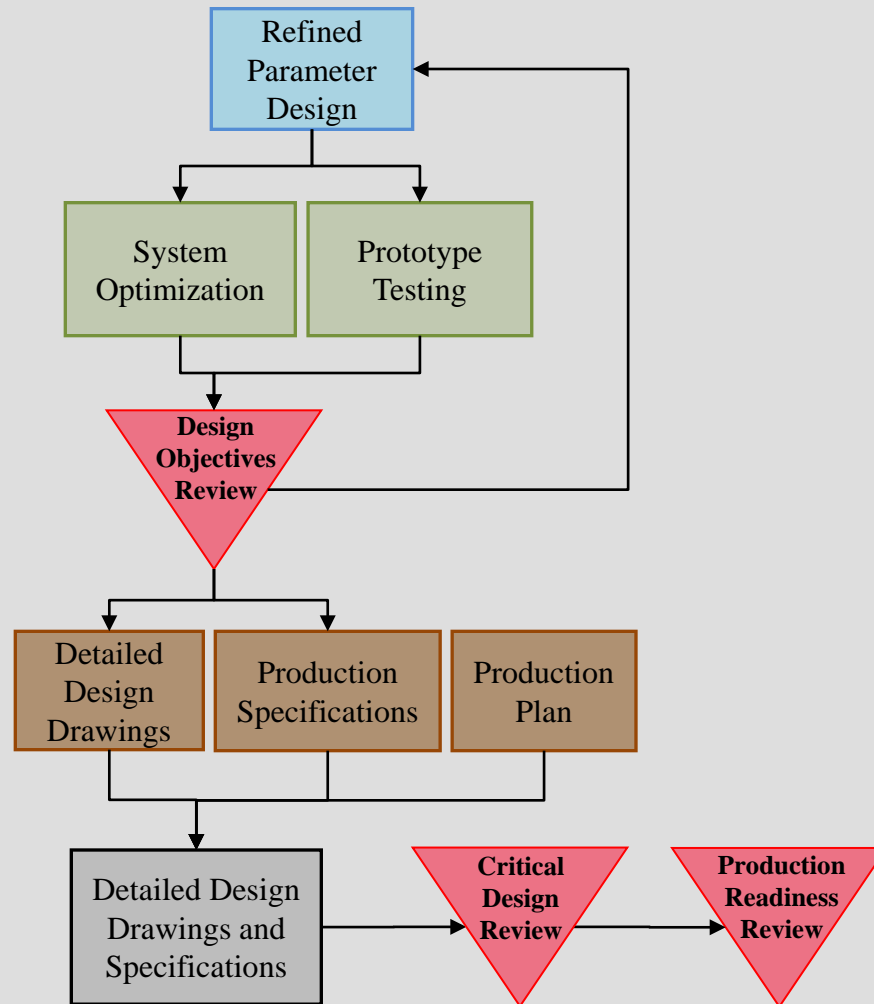 Refined
Parameter
Design
System
Optimization
Prototype
Testing
Design
Objectives
Review
Detailed
Design
Drawings
Production
Specifications
Production
Plan
Detailed Design
Drawings and
Specifications
Critical
Design
Review
Production
Readiness
Review